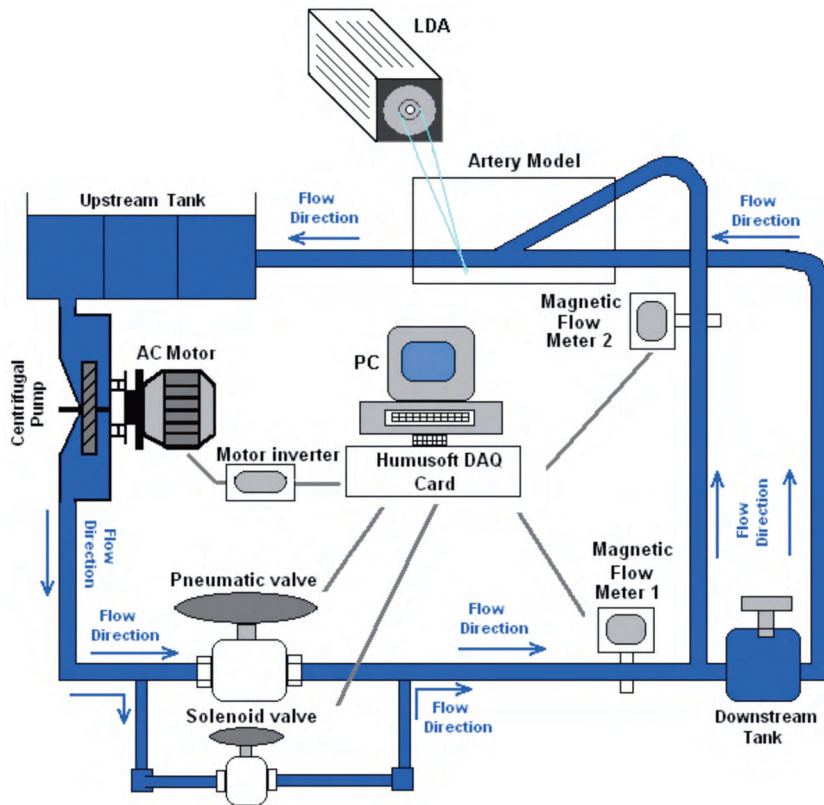 LDA
Artery Model
Upstream Tank
Flow
Direction
Flow
Direction
Flow
Direction
Magnetic
Flow
Meter 2
AC Motor
PC
Centrifugal
Pump
Motor inverter
Humusoft DAQ
Card
Flow
Direction
Flow
Direction
Magnetic
Flow
Meter 1
Pneumatic valve
Flow
Direction
Flow
Direction
Solenoid valve
Flow
Direction
Downstream
Tank